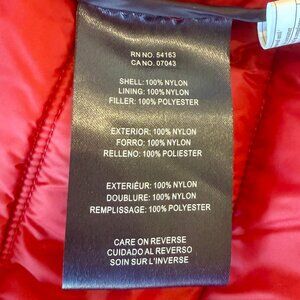 RN NO. 54163
CA NO. 07043
SHELL: 100% NYLON
LINING: 100% NYLON
FILLER: 100% POLYESTER
EXTERIOR: 100% NYLON
FORRO: 100% NYLON
RELLENO: 100% POLIESTER
EXTERIÉUR: 100% NYLON
DOUBLURE: 100% NYLON
REMPLISSAGE: 100% POLYESTER
CARE ON REVERSE
CUIDADO AL REVERSO
SOIN SUR L'INVERSE